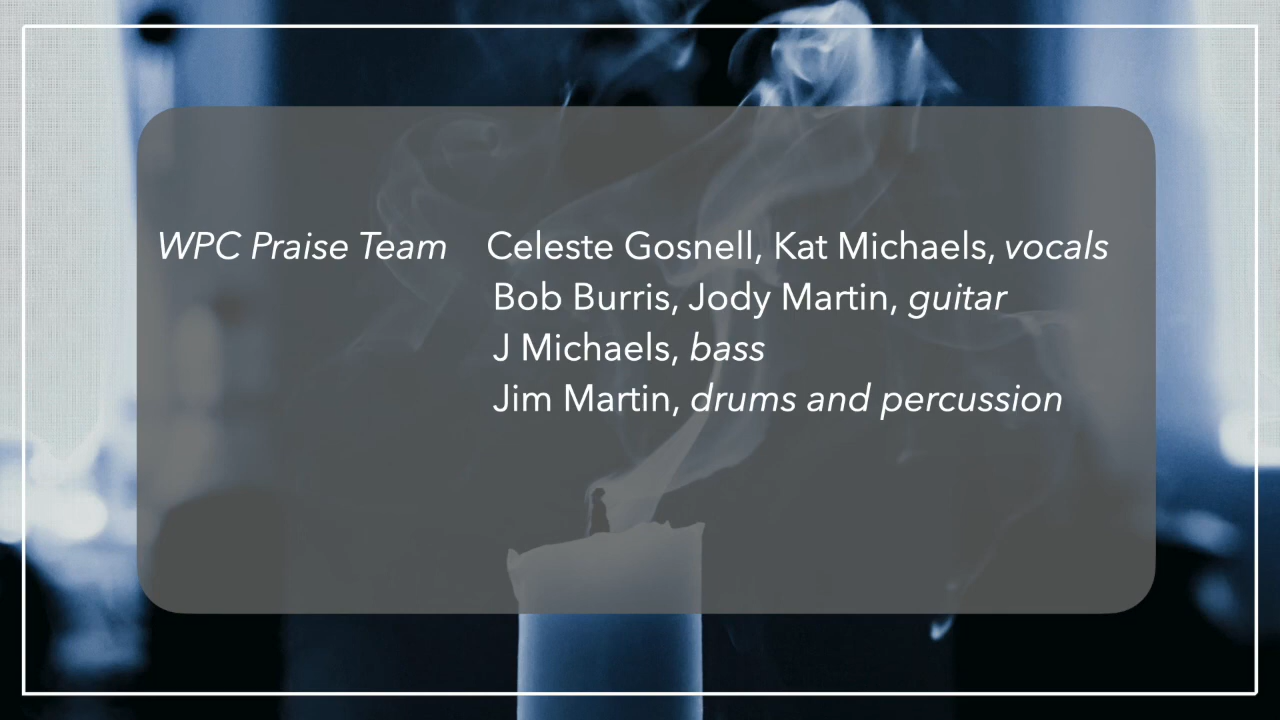 WPC Praise Team Celeste Gosnell, Kat Michaels, vocals
Bob Burris, Jody Martin, guitar
J Michaels, bass
Jim Martin, drums and percussion